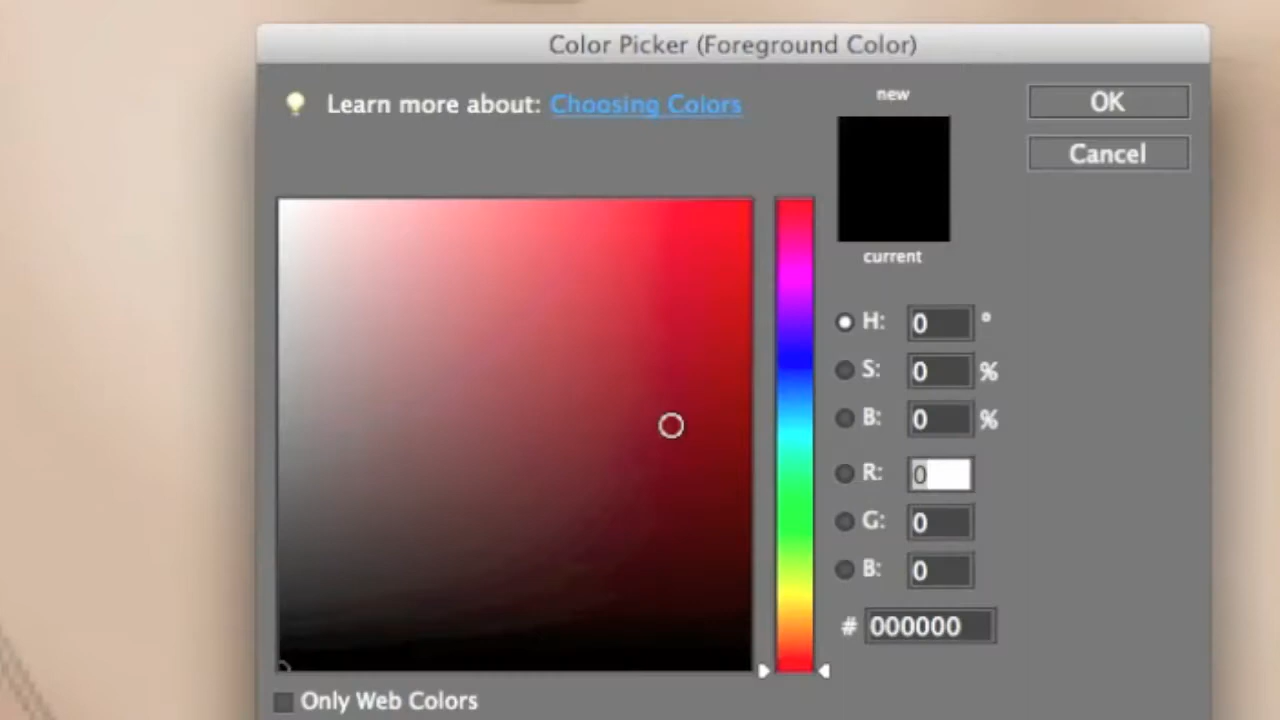 Color Picker (Foreground Color)
Learn more about: Choosing Colors
new
current
OK
Cancel
H: 0 °
S: 0 %
B: 0 %
R: 0
G: 0
B: 0
# 000000
Only Web Colors